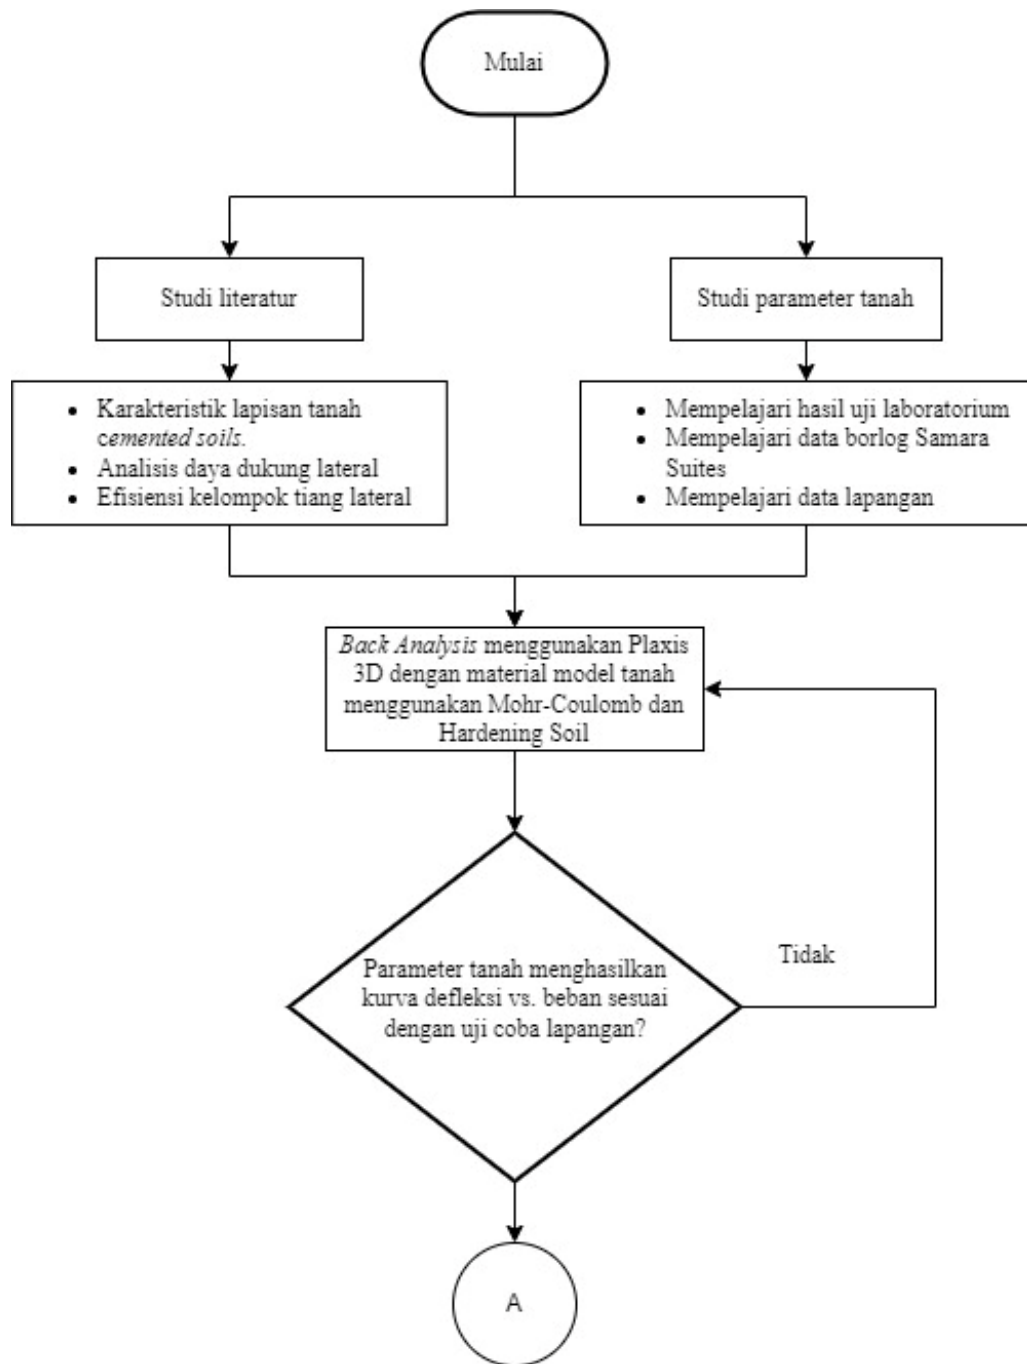 Mulai
Studi literatur
Studi parameter tanah
• Karakteristik lapisan tanah
cemented soils.
• Analisis daya dukung lateral
• Efisiensi kelompok tiang lateral
• Mempelajari hasil uji laboratorium
• Mempelajari data borlog Samara
Suites
• Mempelajari data lapangan
Back Analysis menggunakan Plaxis
3D dengan material model tanah
menggunakan Mohr-Coulomb dan
Hardening Soil
Parameter tanah menghasilkan
kurva defleksi vs. beban sesuai
dengan uji coba lapangan?
Tidak
A